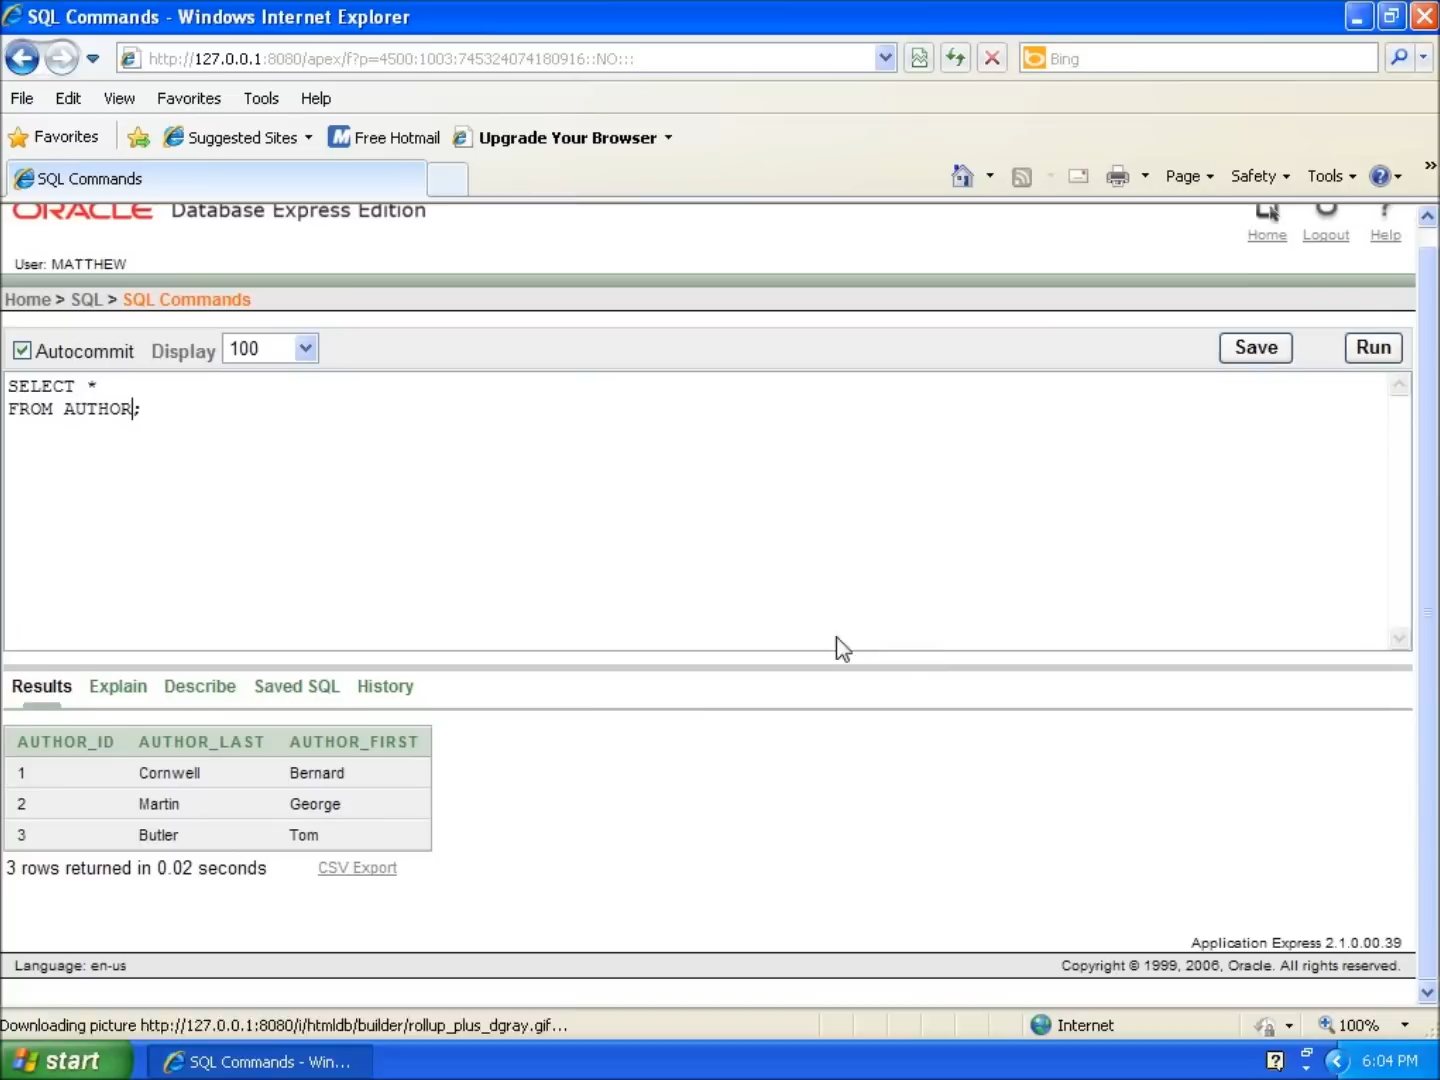 SQL Commands - Windows Internet Explorer
http://127.0.0.1:8080/apex/f?p=4500:1003:745324074180916::NO:::
Bing
File Edit View Favorites Tools Help
Favorites Suggested Sites Free Hotmail Upgrade Your Browser
SQL Commands
Page Safety Tools
ORACLE Database Express Edition
Home Logout Help
User: MATTHEW
Home > SQL > SQL Commands
Autocommit Display 100 Save Run
SELECT *
FROM AUTHOR;
Results Explain Describe Saved SQL History
AUTHOR_ID AUTHOR_LAST AUTHOR_FIRST
1 Cornwell Bernard
2 Martin George
3 Butler Tom
3 rows returned in 0.02 seconds CSV Export
Application Express 2.1.0.00.39
Language: en-us Copyright © 1999, 2006, Oracle. All rights reserved.
Downloading picture http://127.0.0.1:8080/i/htmldb/builder/rollup_plus_dgray.gif... Internet 100%
start SQL Commands - Win... 6:04 PM